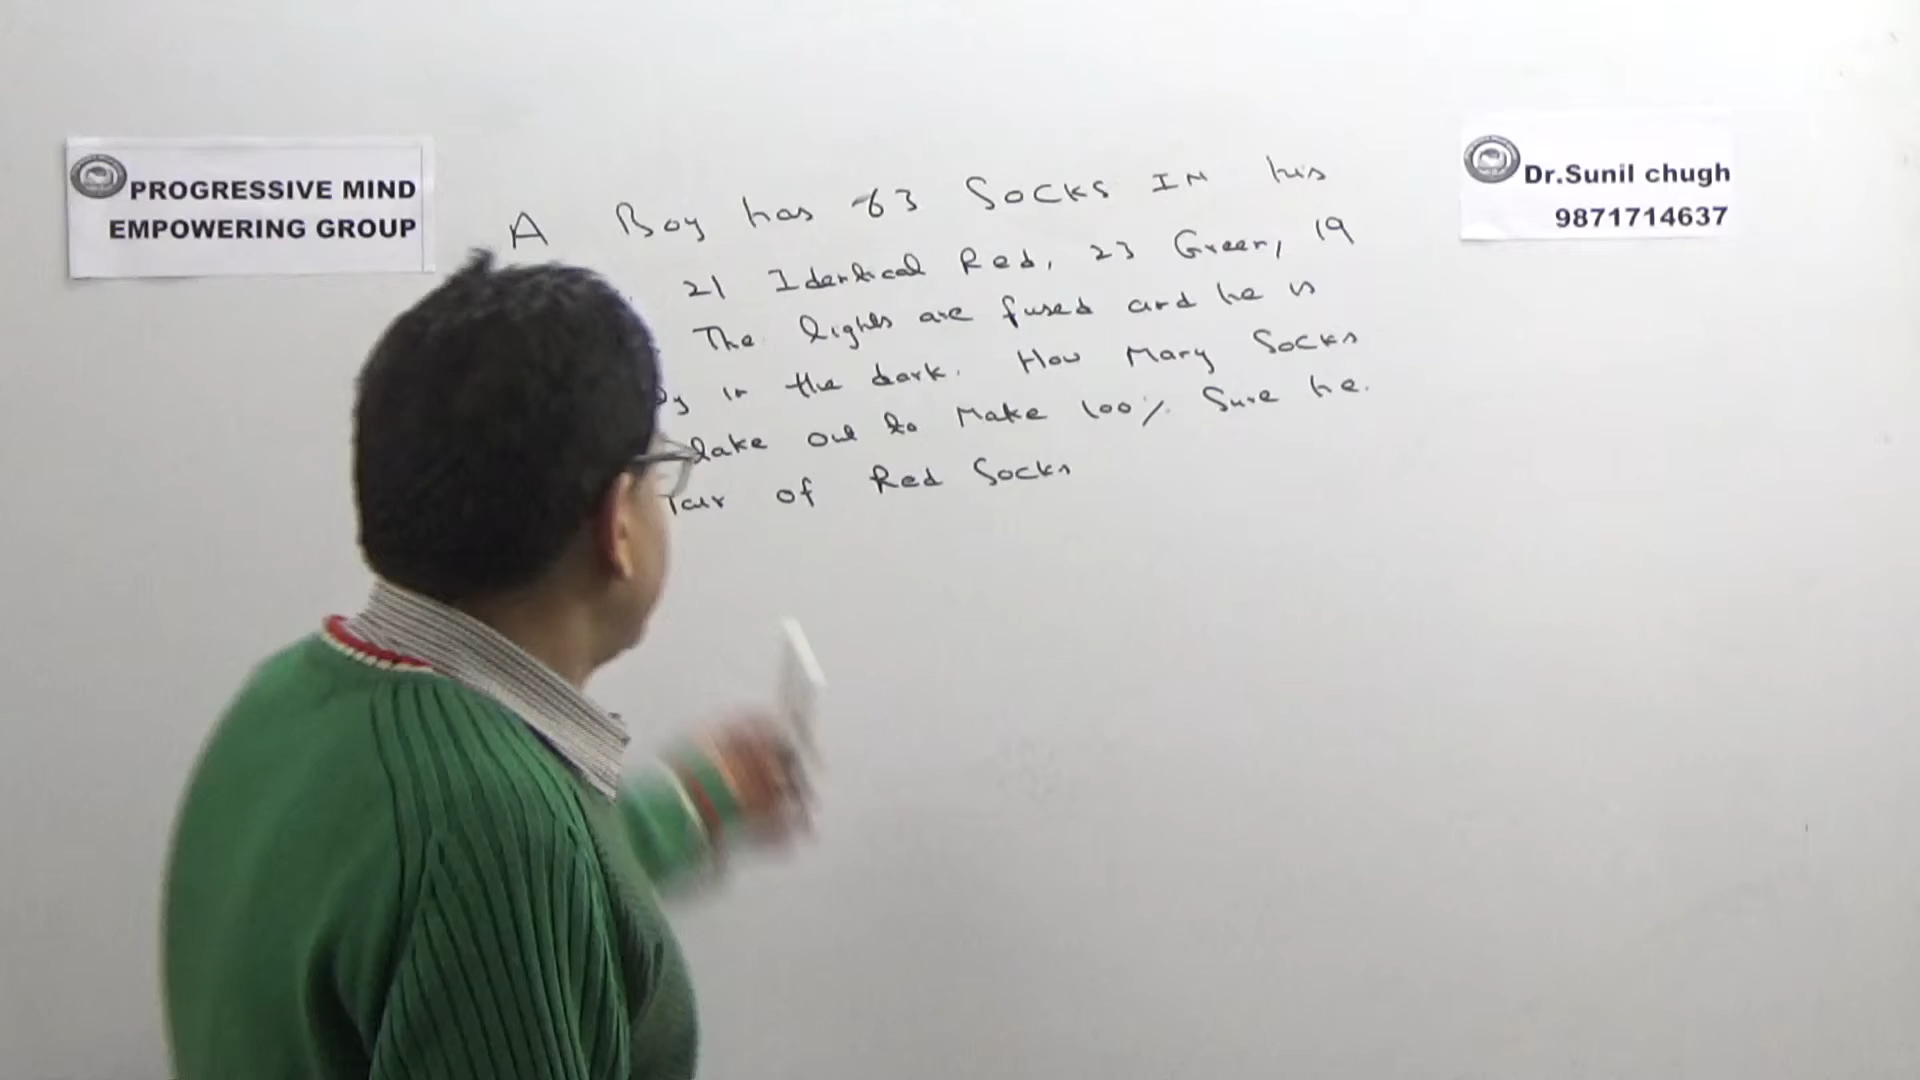 PROGRESSIVE MIND
EMPOWERING GROUP
Dr.Sunil chugh
9871714637
A Boy has 63 Socks IN his
21 Identical Red, 23 Green, 19
The lights are fused and he is
in the dark. How Many Socks
take out to Make 100% Sure he.
of Red Socks